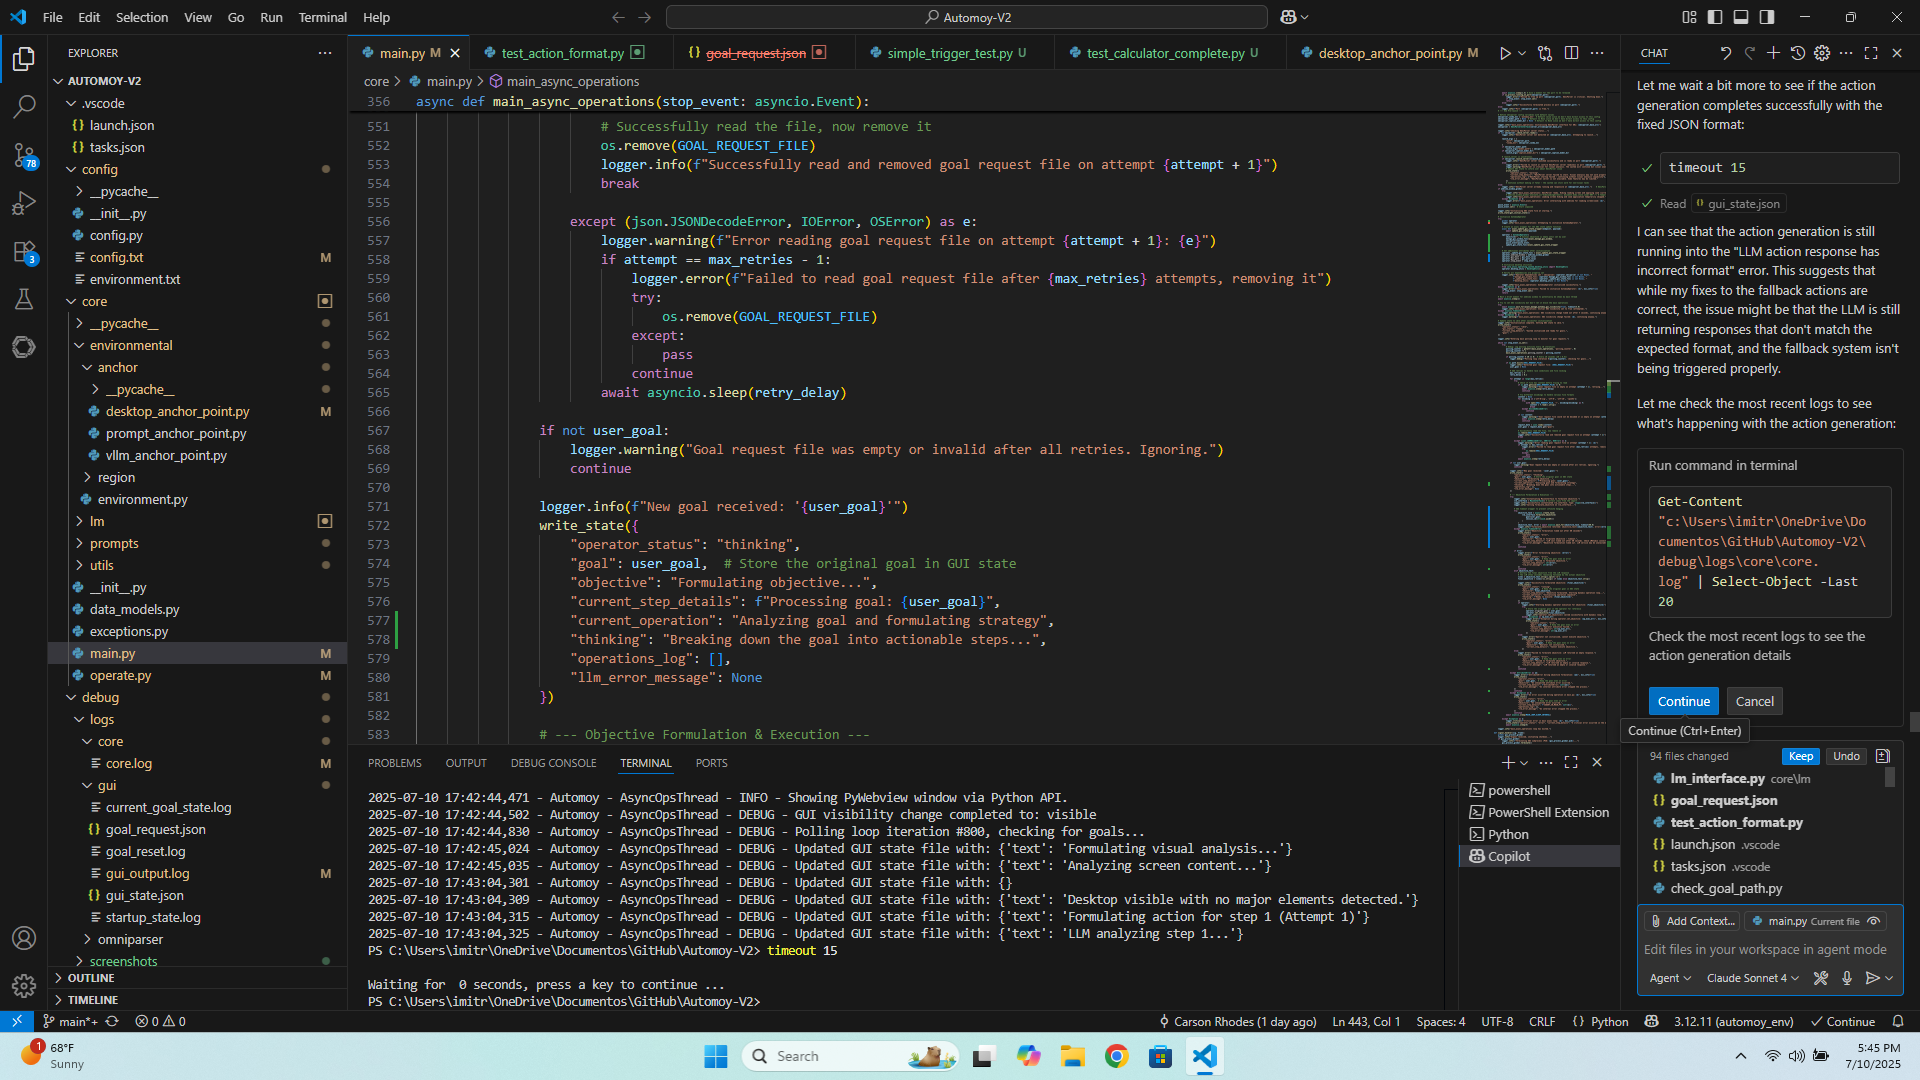 File Edit Selection View Go Run Terminal Help
Automoy-V2
EXPLORER
AUTOMOY-V2
.vscode
launch.json
tasks.json
config
__pycache__
__init__.py
config.py
config.txt M
environment.txt
core
__pycache__
environmental
anchor
__pycache__
desktop_anchor_point.py M
prompt_anchor_point.py
vllm_anchor_point.py
region
environment.py
lm
prompts
utils
__init__.py
data_models.py
exceptions.py
main.py M
operate.py M
debug
logs
core
core.log M
gui
current_goal_state.log
goal_request.json
goal_reset.log
gui_output.log M
gui_state.json
startup_state.log
omniparser
screenshots
OUTLINE
TIMELINE
78
3
main.py M
test_action_format.py
goal_request.json
simple_trigger_test.py U
test_calculator_complete.py U
desktop_anchor_point.py M
core > main.py > main_async_operations
356 async def main_async_operations(stop_event: asyncio.Event):
551 # Successfully read the file, now remove it
552 os.remove(GOAL_REQUEST_FILE)
553 logger.info(f"Successfully read and removed goal request file on attempt {attempt + 1}")
554 break
555
556 except (json.JSONDecodeError, IOError, OSError) as e:
557 logger.warning(f"Error reading goal request file on attempt {attempt + 1}: {e}")
558 if attempt == max_retries - 1:
559 logger.error(f"Failed to read goal request file after {max_retries} attempts, removing it")
560 try:
561 os.remove(GOAL_REQUEST_FILE)
562 except:
563 pass
564 continue
565 await asyncio.sleep(retry_delay)
566
567 if not user_goal:
568 logger.warning("Goal request file was empty or invalid after all retries. Ignoring.")
569 continue
570
571 logger.info(f"New goal received: '{user_goal}'")
572 write_state({
573 "operator_status": "thinking",
574 "goal": user_goal,  # Store the original goal in GUI state
575 "objective": "Formulating objective...",
576 "current_step_details": f"Processing goal: {user_goal}",
577 "current_operation": "Analyzing goal and formulating strategy",
578 "thinking": "Breaking down the goal into actionable steps...",
579 "operations_log": [],
580 "llm_error_message": None
581 })
582
583 # --- Objective Formulation & Execution ---
PROBLEMS OUTPUT DEBUG CONSOLE TERMINAL PORTS
2025-07-10 17:42:44,471 - Automoy - AsyncOpsThread - INFO - Showing PyWebview window via Python API.
2025-07-10 17:42:44,502 - Automoy - AsyncOpsThread - DEBUG - GUI visibility change completed to: visible
2025-07-10 17:42:44,830 - Automoy - AsyncOpsThread - DEBUG - Polling loop iteration #800, checking for goals...
2025-07-10 17:42:45,024 - Automoy - AsyncOpsThread - DEBUG - Updated GUI state file with: {'text': 'Formulating visual analysis...'}
2025-07-10 17:42:45,035 - Automoy - AsyncOpsThread - DEBUG - Updated GUI state file with: {'text': 'Analyzing screen content...'}
2025-07-10 17:43:04,301 - Automoy - AsyncOpsThread - DEBUG - Updated GUI state file with: {}
2025-07-10 17:43:04,309 - Automoy - AsyncOpsThread - DEBUG - Updated GUI state file with: {'text': 'Desktop visible with no major elements detected.'}
2025-07-10 17:43:04,315 - Automoy - AsyncOpsThread - DEBUG - Updated GUI state file with: {'text': 'Formulating action for step 1 (Attempt 1)'}
2025-07-10 17:43:04,325 - Automoy - AsyncOpsThread - DEBUG - Updated GUI state file with: {'text': 'LLM analyzing step 1...'}
PS C:\Users\imitr\OneDrive\Documentos\GitHub\Automoy-V2> timeout 15

Waiting for  0 seconds, press a key to continue ...
PS C:\Users\imitr\OneDrive\Documentos\GitHub\Automoy-V2>
powershell
PowerShell Extension
Python
Copilot
CHAT
Let me wait a bit more to see if the action
generation completes successfully with the
fixed JSON format:
timeout 15
Read gui_state.json
I can see that the action generation is still
running into the "LLM action response has
incorrect format" error. This suggests that
while my fixes to the fallback actions are
correct, the issue might be that the LLM is still
returning responses that don't match the
expected format, and the fallback system isn't
being triggered properly.
Let me check the most recent logs to see
what's happening with the action generation:
Run command in terminal
Get-Content
"c:\Users\imitr\OneDrive\Do
cumentos\GitHub\Automoy-V2\
debug\logs\core\core.
log" | Select-Object -Last
20
Check the most recent logs to see the
action generation details
Continue Cancel
Continue (Ctrl+Enter)
94 files changed Keep Undo
lm_interface.py core\lm
goal_request.json
test_action_format.py
launch.json .vscode
tasks.json .vscode
check_goal_path.py
Add Context... main.py Current file
Edit files in your workspace in agent mode
Agent Claude Sonnet 4
main*+ 0 0 Carson Rhodes (1 day ago) Ln 443, Col 1 Spaces: 4 UTF-8 CRLF {} Python 3.12.11 (automoy_env) Continue
1
68°F
Sunny
Search
5:45 PM
7/10/2025